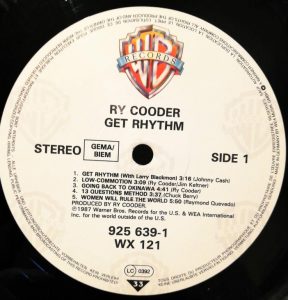 WB
RECORDS
RY COODER
GET RHYTHM
STEREO
GEMA/
BIEM
SIDE 1
1. GET RHYTHM (With Larry Blackmon) 3:16 (Johnny Cash)
2. LOW-COMMOTION 3:09 (Ry Cooder/Jim Keltner)
3. GOING BACK TO OKINAWA 4:41 (Ry Cooder)
4. 13 QUESTIONS METHOD 3:37 (Chuck Berry)
5. WOMEN WILL RULE THE WORLD 5:50 (Raymond Quevedo)
PRODUCED BY RY COODER.
℗1987 Warner Bros. Records for the U.S. & WEA International
Inc. for the world outside of the U.S.
925 639-1
WX 121
LC 0392
33